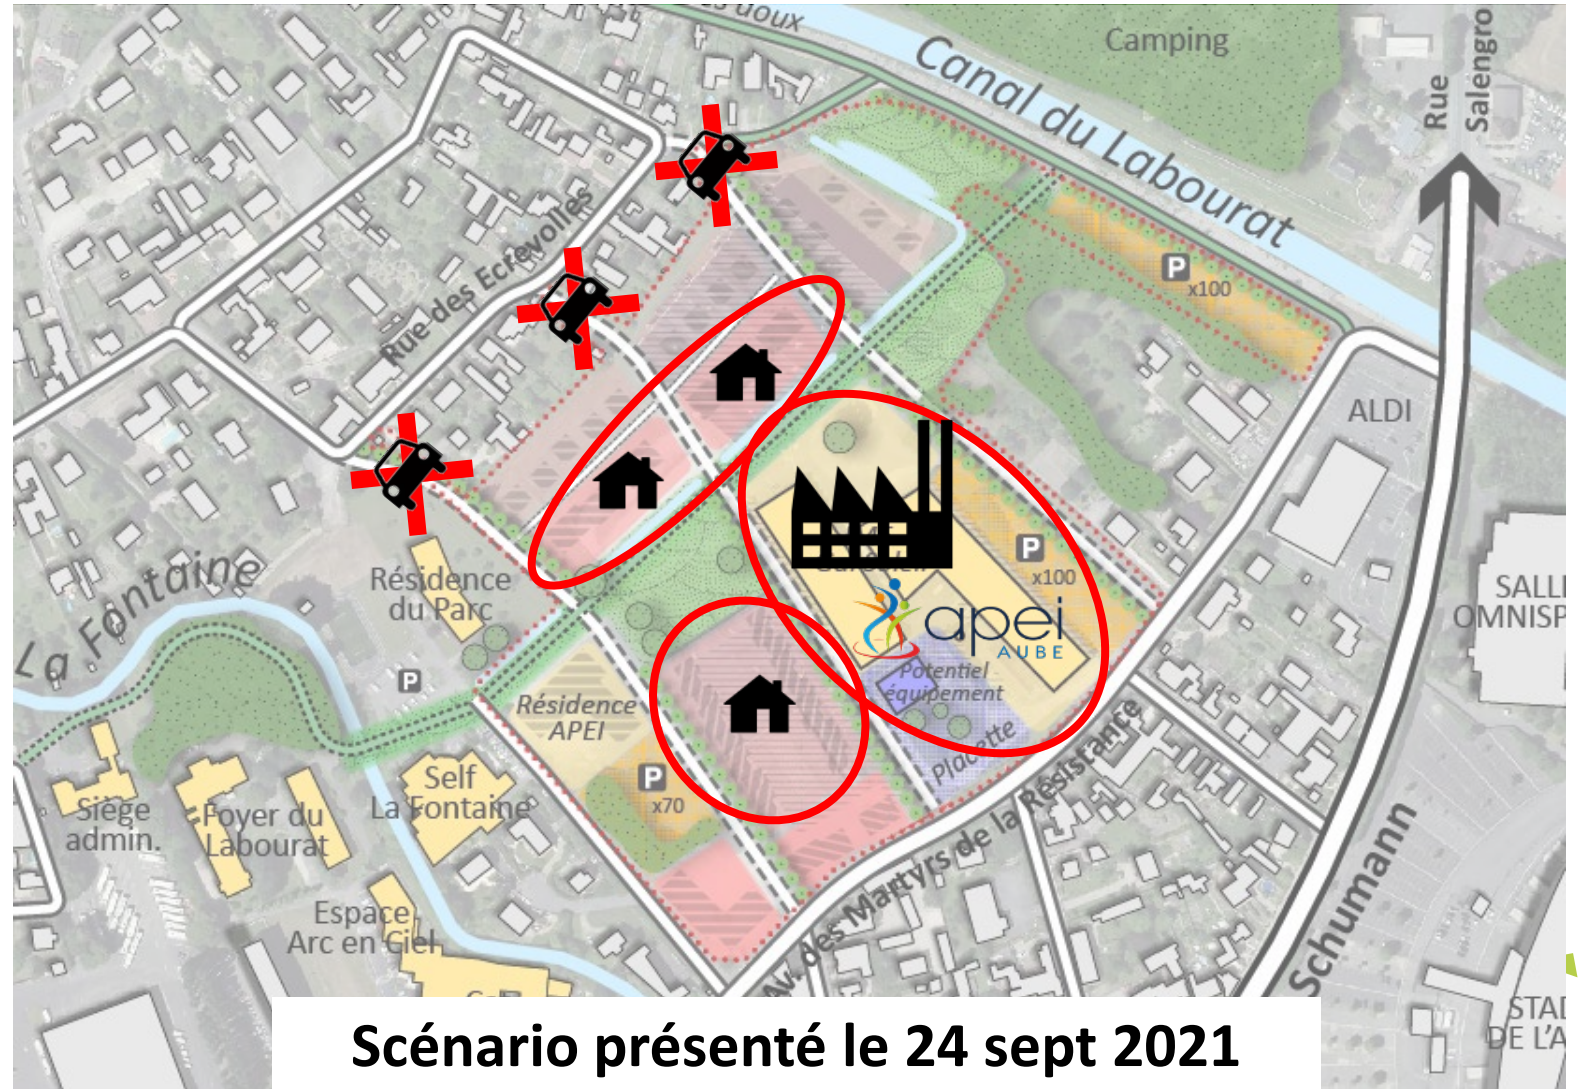 doux
Canal du Labourat
Camping
Rue
Salengro
Rue des Ecrevolles
P
x100
ALDI
P
x100
SALL
OMNISP
La Fontaine
Résidence
du Parc
P
apei
AUBE
Potentiel
équipement
Placette
Résidence
APEI
P
x70
Self
La Fontaine
Siège
admin.
Foyer du
Labourat
Espace
Arc en Ciel
Av. des Martyrs de la Résistance
Schumann
STAD
DE L'A
Scénario présenté le 24 sept 2021